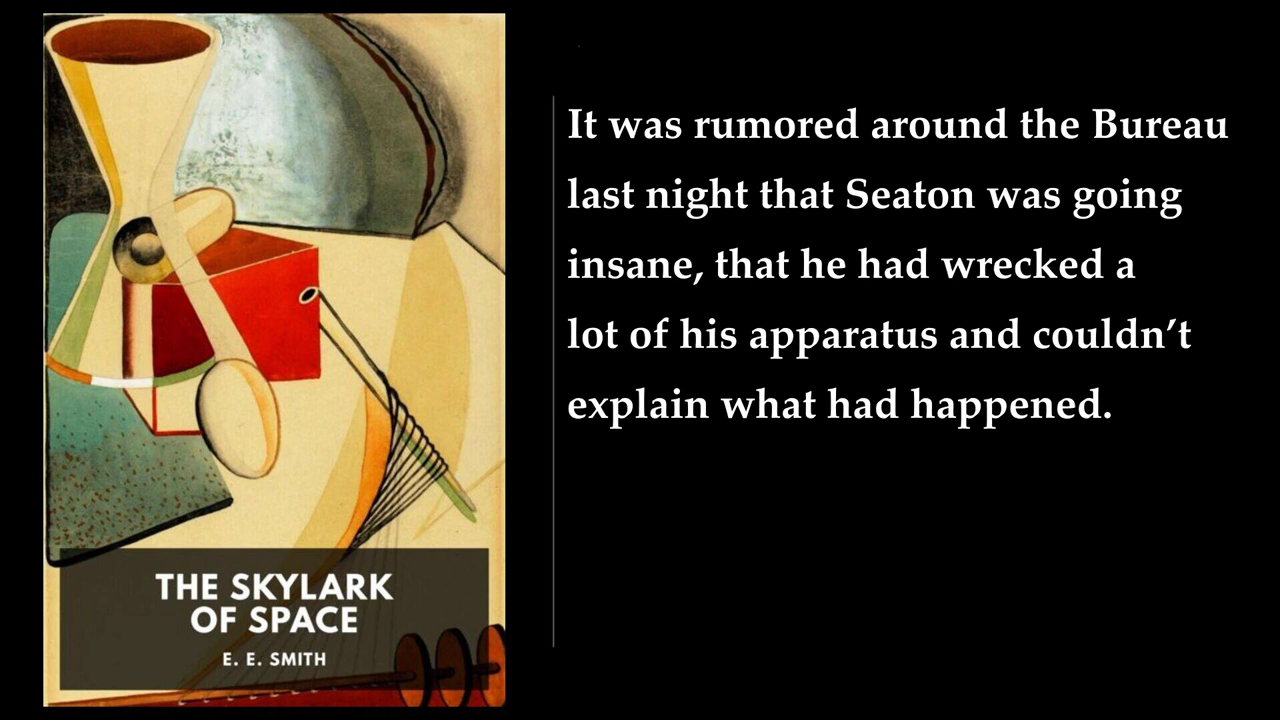 THE SKYLARK
OF SPACE
E. E. SMITH
It was rumored around the Bureau
last night that Seaton was going
insane, that he had wrecked a
lot of his apparatus and couldn’t
explain what had happened.